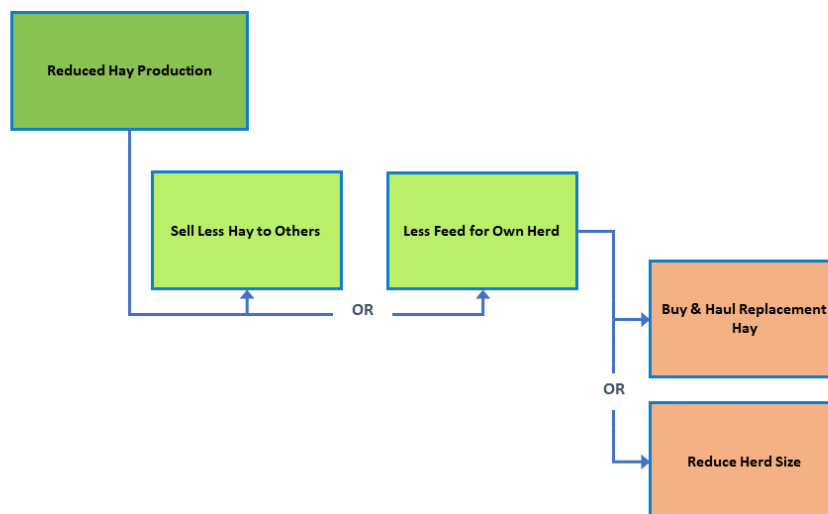 Reduced Hay Production
Sell Less Hay to Others
Less Feed for Own Herd
OR
Buy & Haul Replacement
Hay
OR
Reduce Herd Size